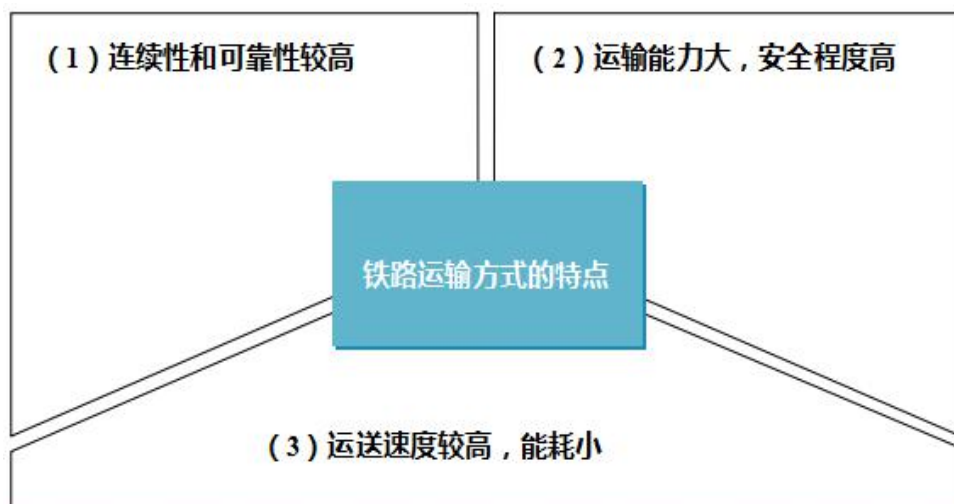 （1）连续性和可靠性较高
（2）运输能力大，安全程度高
铁路运输方式的特点
（3）运送速度较高，能耗小